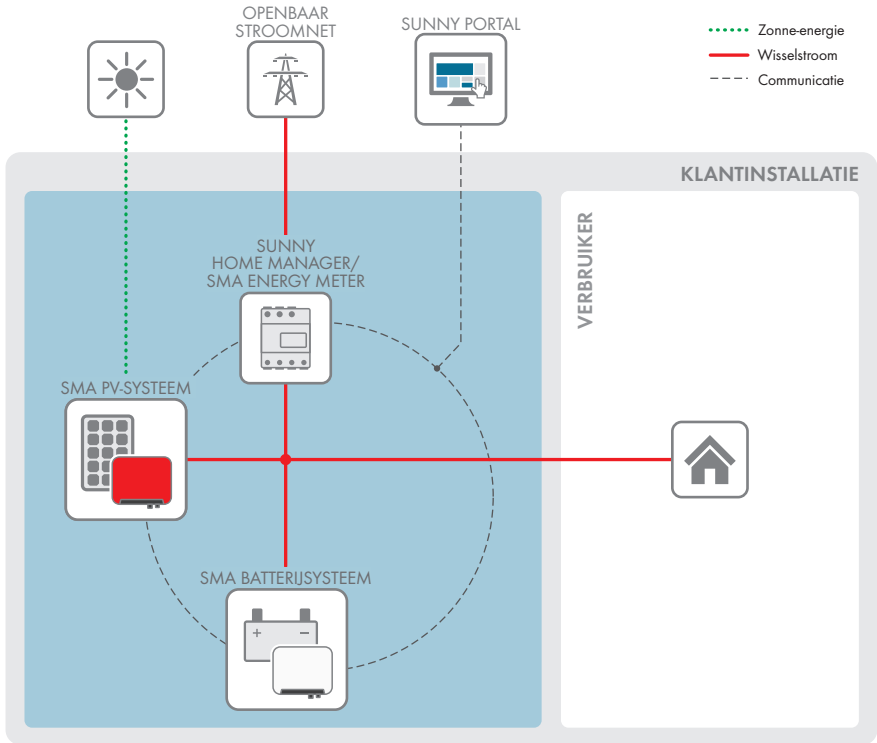 OPENBAAR
STROOMNET
SUNNY PORTAL
Zonne-energie
Wisselstroom
Communicatie
KLANTINSTALLATIE
VERBRUIKER
SUNNY
HOME MANAGER/
SMA ENERGY METER
SMA PV-SYSTEEM
SMA BATTERIJSYSTEEM
+ −